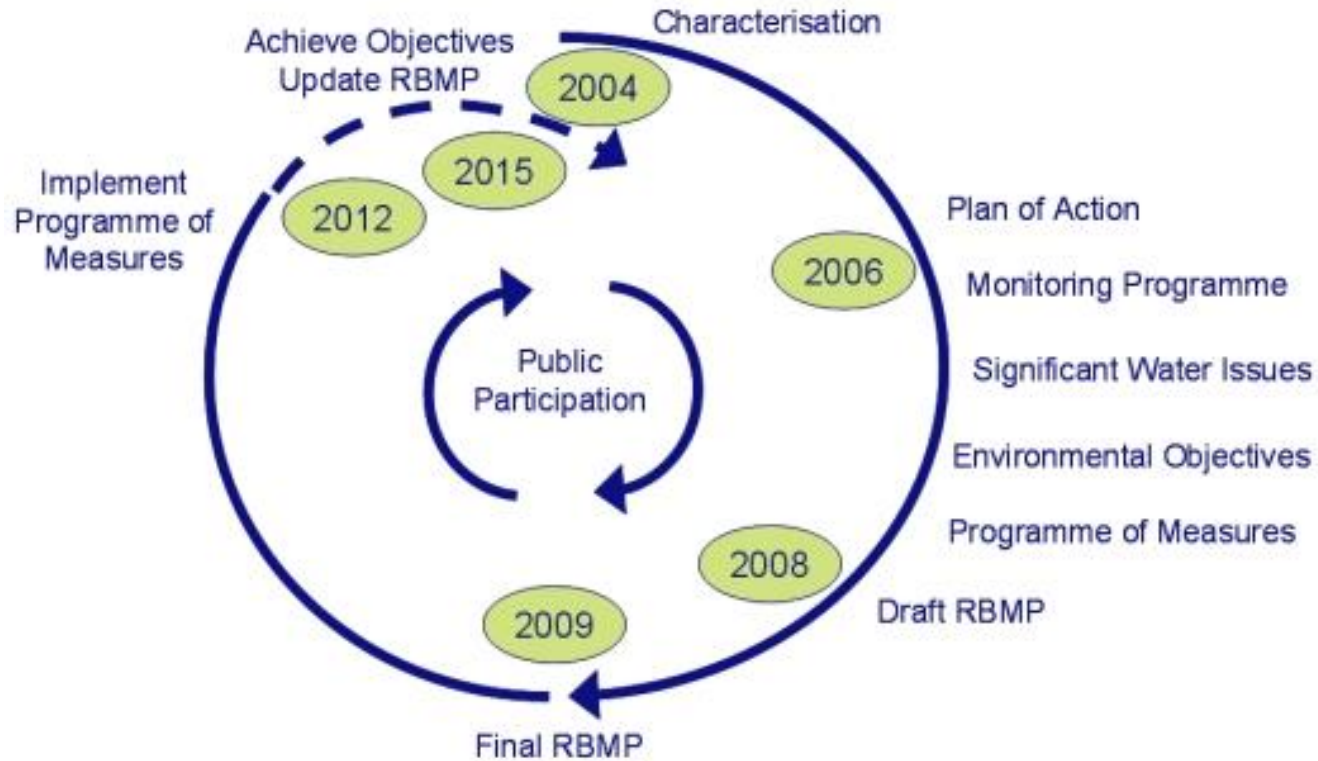 Characterisation
Achieve Objectives
Update RBMP
2004
2015
2012
Implement
Programme of
Measures
Plan of Action
2006
Monitoring Programme
Public
Participation
Significant Water Issues
Environmental Objectives
Programme of Measures
2008
Draft RBMP
2009
Final RBMP